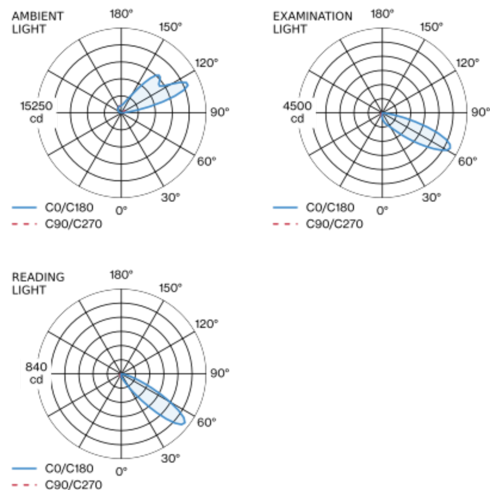 AMBIENT
LIGHT
180°
150°
120°
15250
cd
90°
60°
30°
0°
C0/C180
C90/C270
EXAMINATION
LIGHT
180°
150°
120°
4500
cd
90°
60°
30°
0°
C0/C180
C90/C270
READING
LIGHT
180°
150°
120°
840
cd
90°
60°
30°
0°
C0/C180
C90/C270